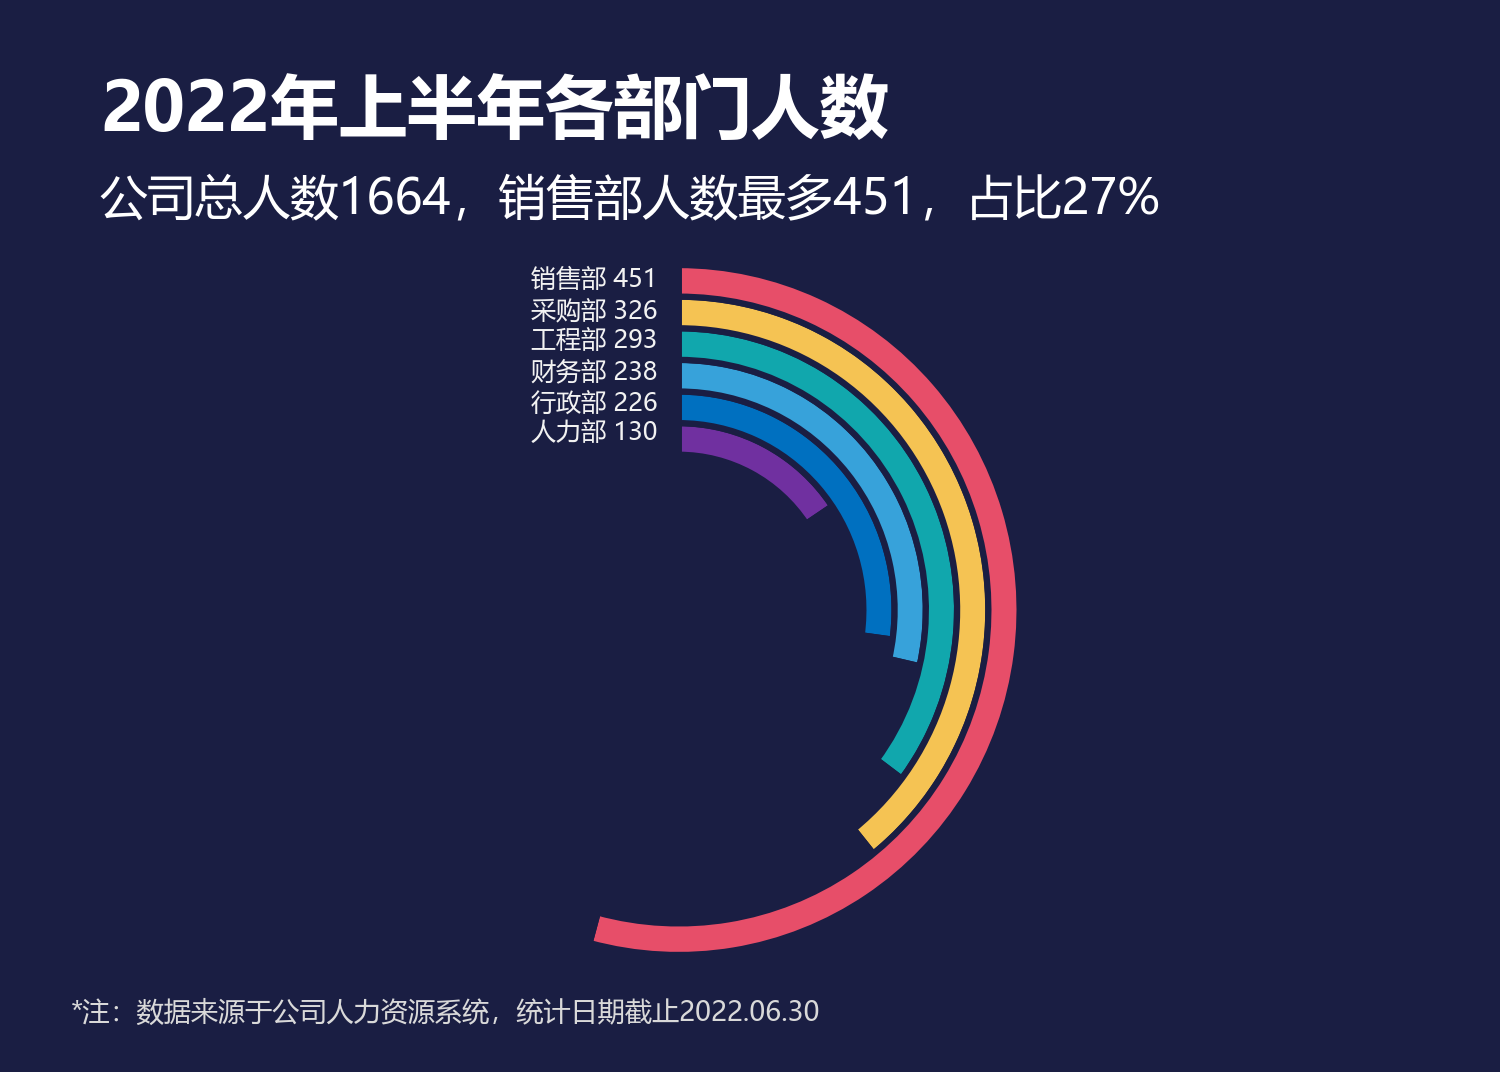 2022年上半年各部门人数
公司总人数1664，销售部人数最多451，占比27%
销售部 451
采购部 326
工程部 293
财务部 238
行政部 226
人力部 130
*注：数据来源于公司人力资源系统，统计日期截止2022.06.30